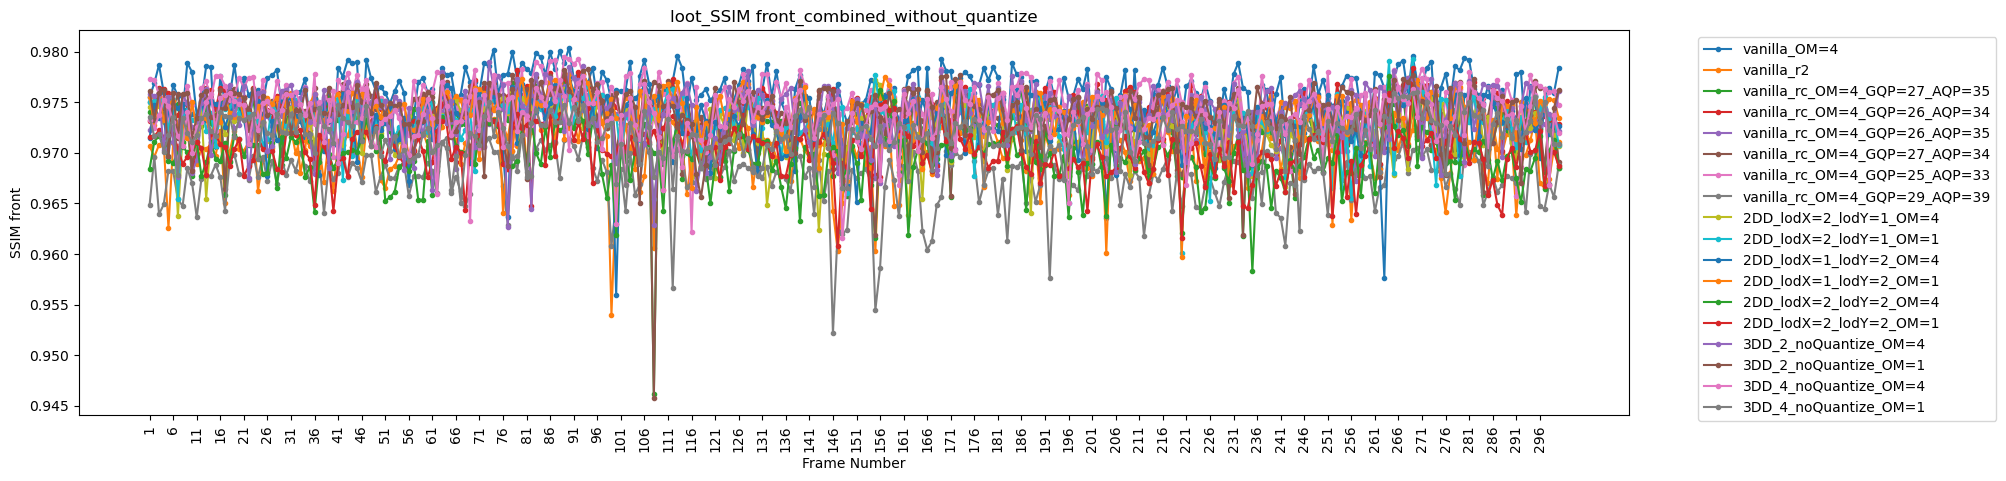 loot_SSIM front_combined_without_quantize
SSIM front
0.980
0.975
0.970
0.965
0.960
0.955
0.950
0.945
1 6 11 16 21 26 31 36 41 46 51 56 61 66 71 76 81 86 91 96 101 106 111 116 121 126 131 136 141 146 151 156 161 166 171 176 181 186 191 196 201 206 211 216 221 226 231 236 241 246 251 256 261 266 271 276 281 286 291 296
Frame Number
vanilla_OM=4
vanilla_r2
vanilla_rc_OM=4_GQP=27_AQP=35
vanilla_rc_OM=4_GQP=26_AQP=34
vanilla_rc_OM=4_GQP=26_AQP=35
vanilla_rc_OM=4_GQP=27_AQP=34
vanilla_rc_OM=4_GQP=25_AQP=33
vanilla_rc_OM=4_GQP=29_AQP=39
2DD_lodX=2_lodY=1_OM=4
2DD_lodX=2_lodY=1_OM=1
2DD_lodX=1_lodY=2_OM=4
2DD_lodX=1_lodY=2_OM=1
2DD_lodX=2_lodY=2_OM=4
2DD_lodX=2_lodY=2_OM=1
3DD_2_noQuantize_OM=4
3DD_2_noQuantize_OM=1
3DD_4_noQuantize_OM=4
3DD_4_noQuantize_OM=1